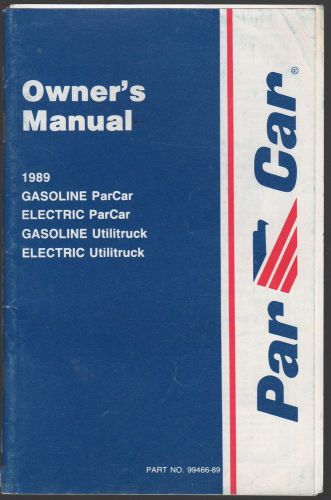 Owner's
Manual
1989
GASOLINE ParCar
ELECTRIC ParCar
GASOLINE Utilitruck
ELECTRIC Utilitruck
Par Car®
PART NO. 99466-89